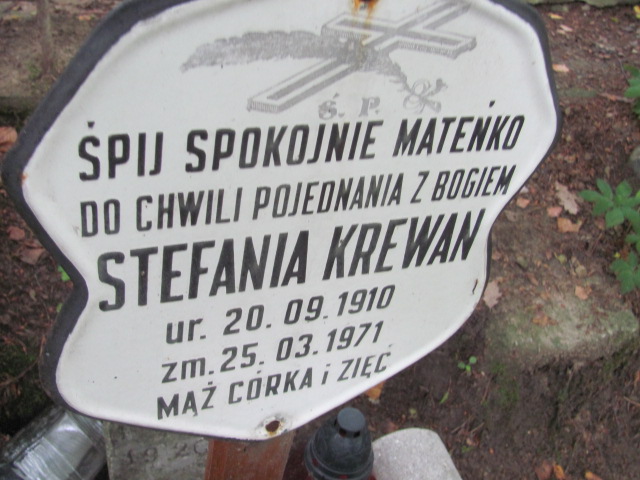 Ś. P.
ŚPIJ SPOKOJNIE MATEŃKO
DO CHWILI POJEDNANIA Z BOGIEM
STEFANIA KREWAN
ur. 20. 09. 1910
zm. 25. 03. 1971
MĄŻ CÓRKA i ZIĘĆ